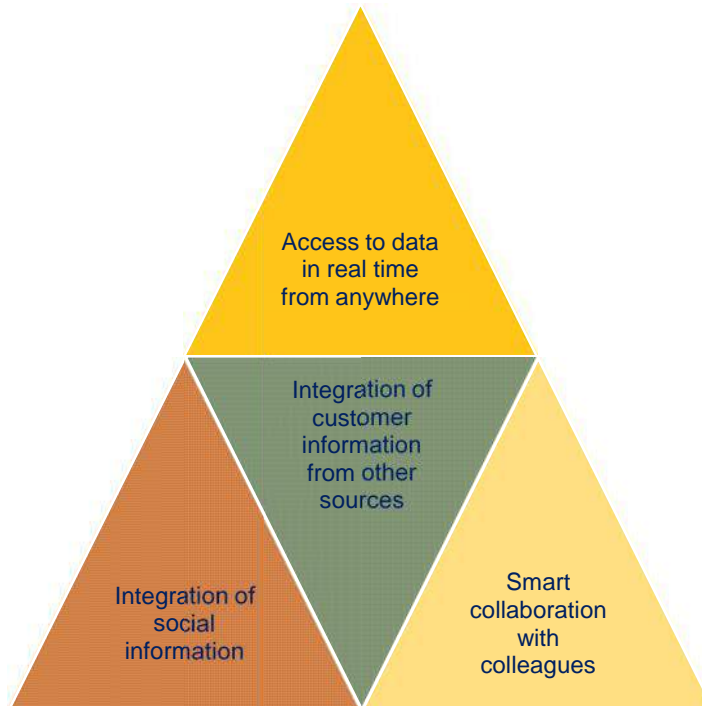 Access to data
in real time
from anywhere
Integration of
customer
information
from other
sources
Integration of
social
information
Smart
collaboration
with
colleagues